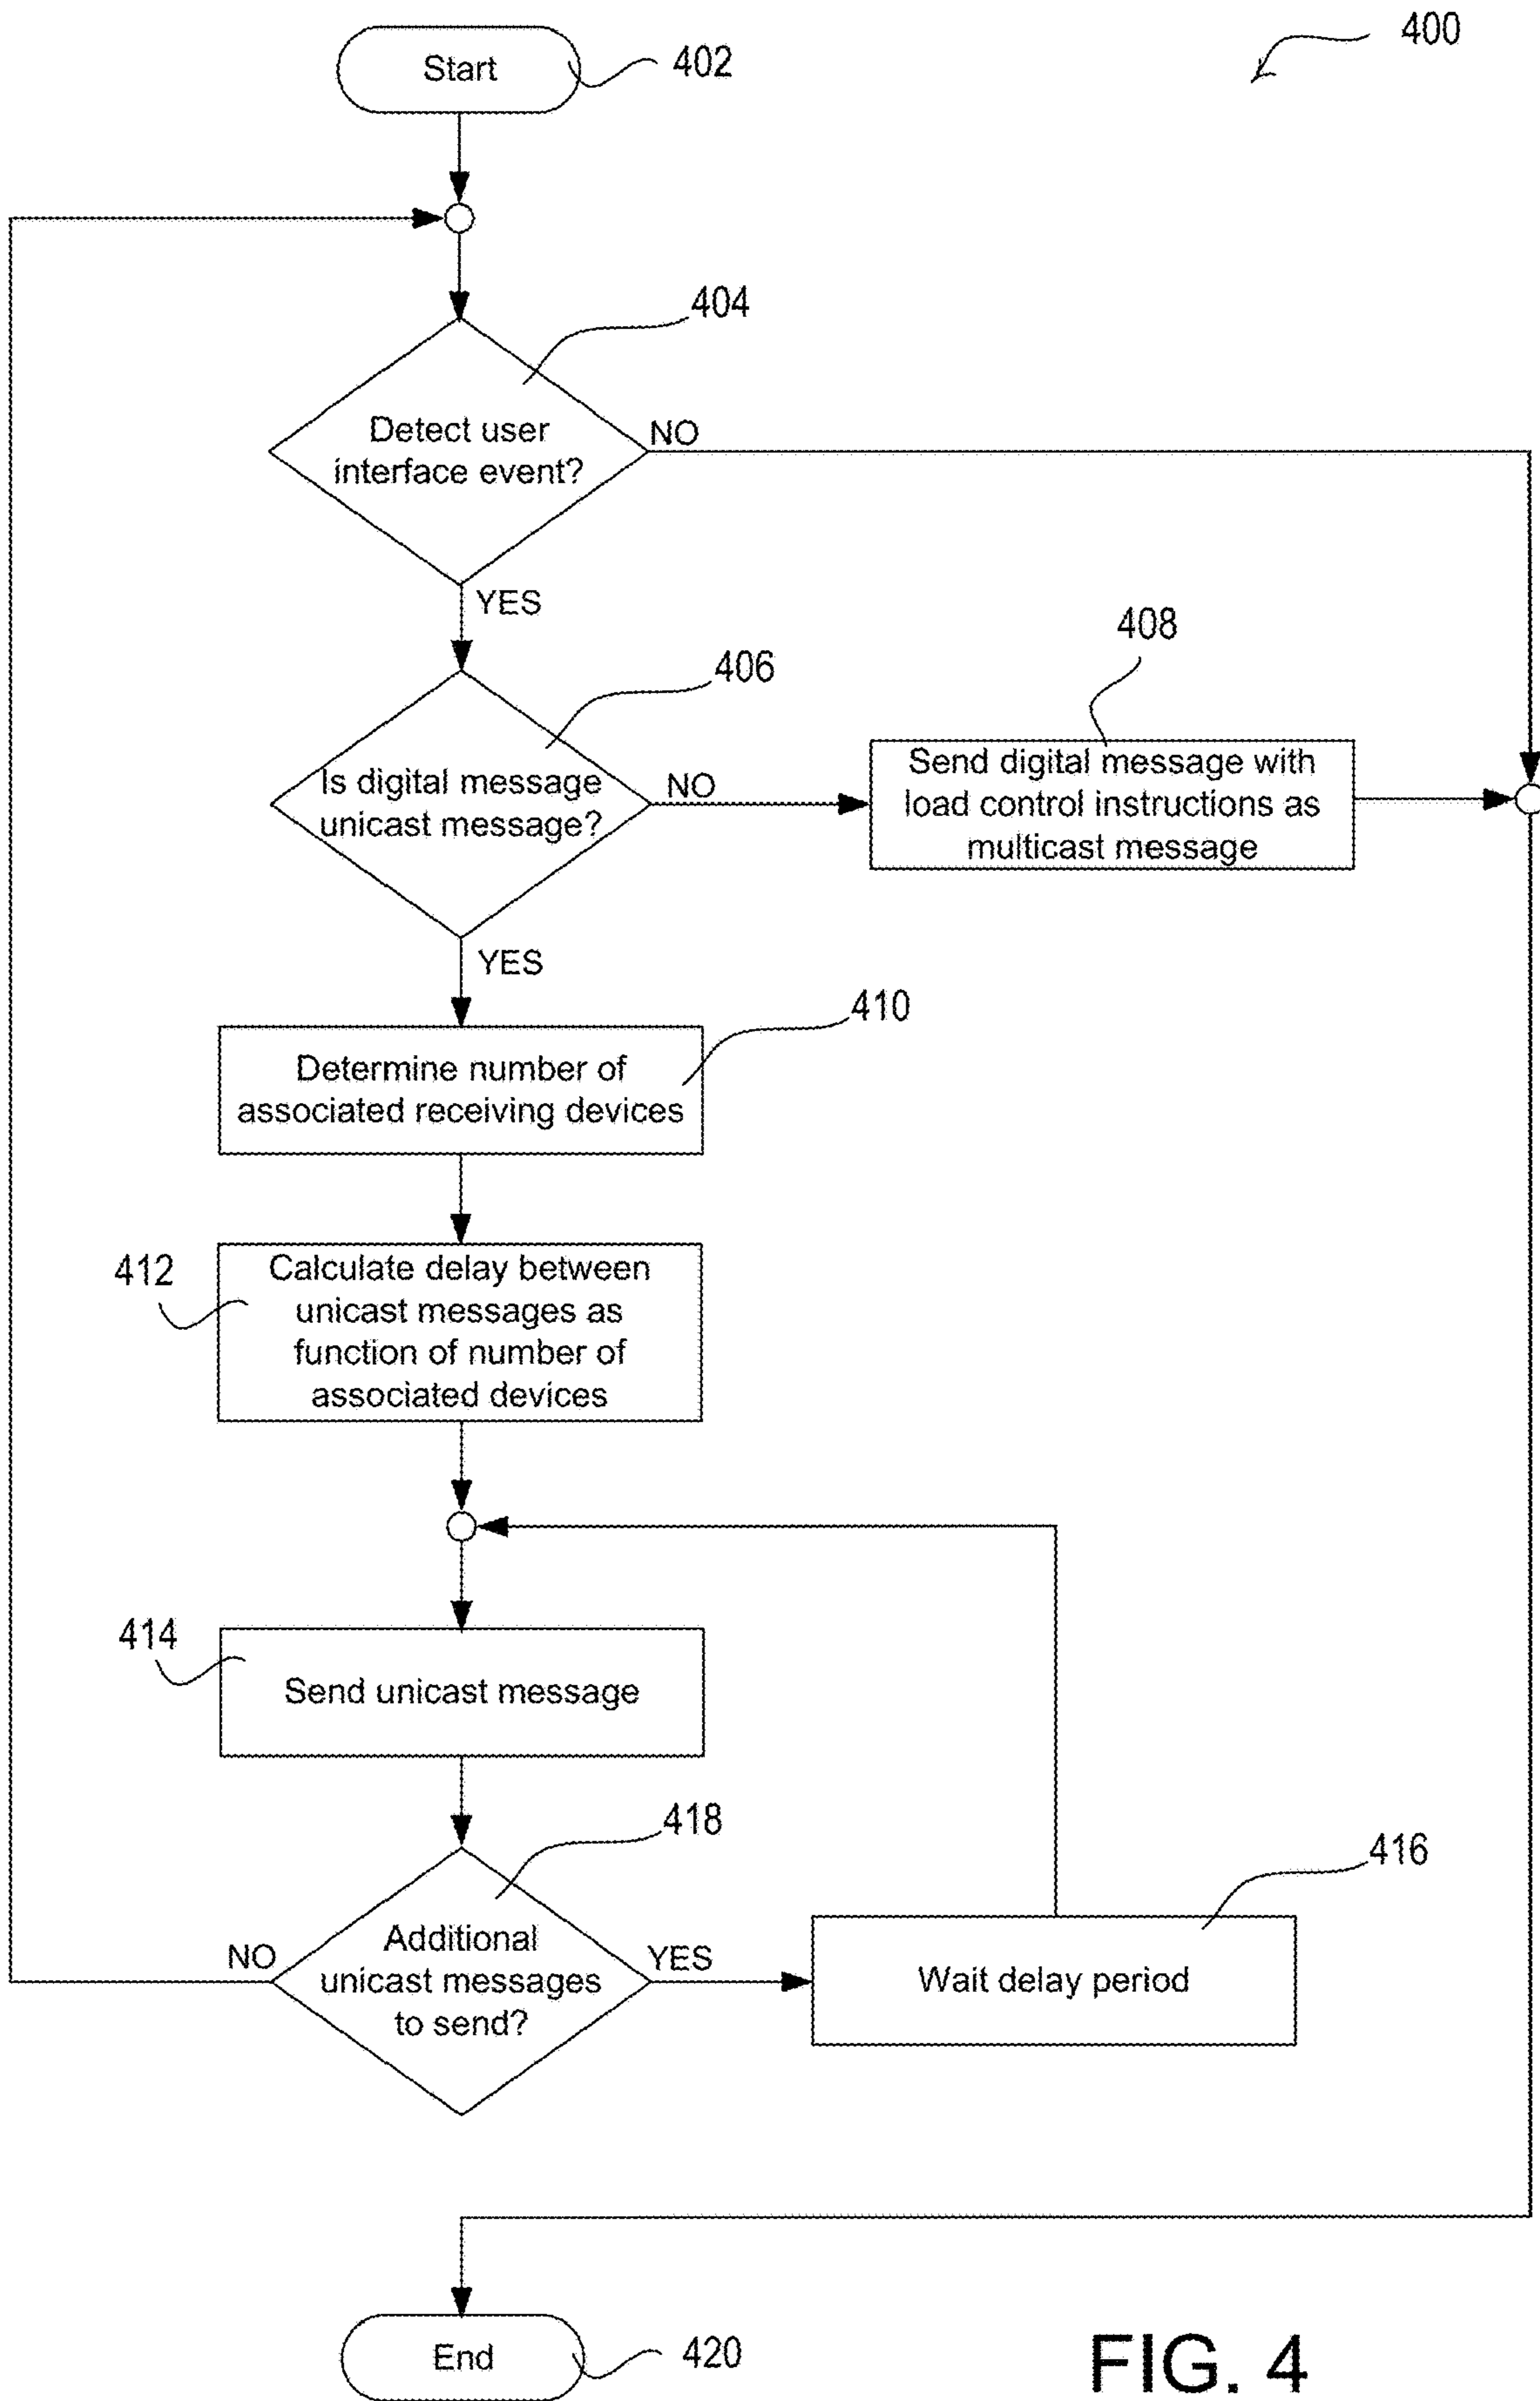 400
Start
402
404
Detect user
interface event?
NO
YES
406
408
Is digital message
unicast message?
NO
Send digital message with
load control instructions as
multicast message
YES
410
Determine number of
associated receiving devices
412
Calculate delay between
unicast messages as
function of number of
associated devices
414
Send unicast message
418
416
Additional
unicast messages
to send?
NO
YES
Wait delay period
End
420
FIG. 4